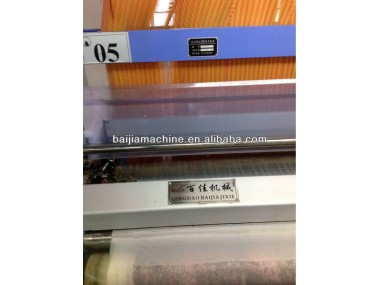 05
baijiamachine.en.alibaba.com
百佳机械
QINGDAO BAIJIA JIXIE